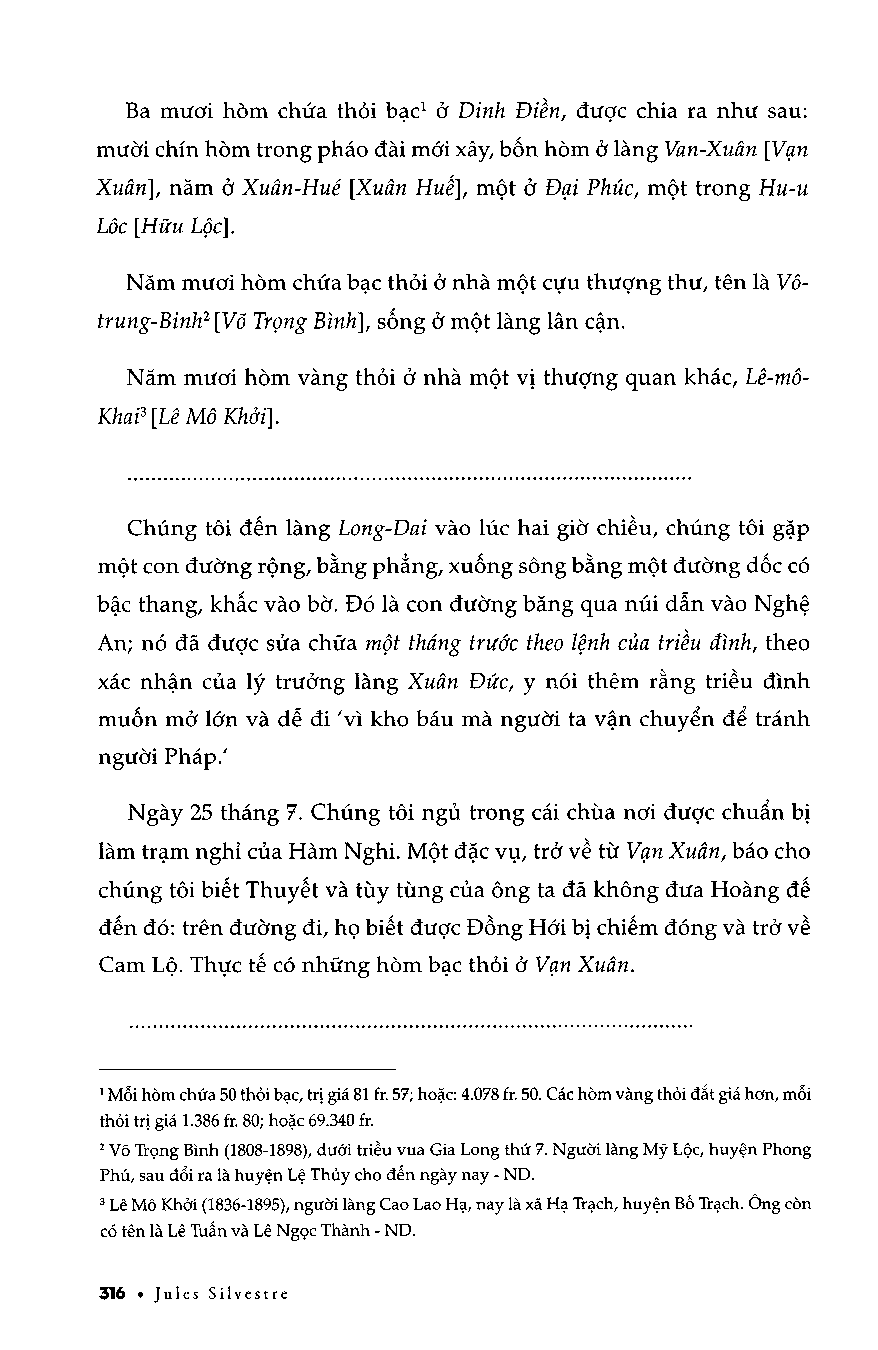 Ba mươi hòm chứa thỏi bạc¹ ở Dinh Điền, được chia ra như sau:
mười chín hòm trong pháo đài mới xây, bốn hòm ở làng Van-Xuân [Vạn
Xuân], năm ở Xuân-Hué [Xuân Huế], một ở Đại Phúc, một trong Hu-u
Lôc [Hữu Lộc].
Năm mươi hòm chứa bạc thỏi ở nhà một cựu thượng thư, tên là Vô-
trung-Binh² [Võ Trọng Bình], sống ở một làng lân cận.
Năm mươi hòm vàng thỏi ở nhà một vị thượng quan khác, Lê-mô-
Khai³ [Lê Mô Khởi].
..............................................................................................
Chúng tôi đến làng Long-Dai vào lúc hai giờ chiều, chúng tôi gặp
một con đường rộng, bằng phẳng, xuống sông bằng một đường dốc có
bậc thang, khắc vào bờ. Đó là con đường băng qua núi dẫn vào Nghệ
An; nó đã được sửa chữa một tháng trước theo lệnh của triều đình, theo
xác nhận của lý trưởng làng Xuân Đức, y nói thêm rằng triều đình
muốn mở lớn và dễ đi ‘vì kho báu mà người ta vận chuyển để tránh
người Pháp.‘
Ngày 25 tháng 7. Chúng tôi ngủ trong cái chùa nơi được chuẩn bị
làm trạm nghỉ của Hàm Nghi. Một đặc vụ, trở về từ Vạn Xuân, báo cho
chúng tôi biết Thuyết và tùy tùng của ông ta đã không đưa Hoàng đế
đến đó: trên đường đi, họ biết được Đồng Hới bị chiếm đóng và trở về
Cam Lộ. Thực tế có những hòm bạc thỏi ở Vạn Xuân.
..............................................................................................
¹ Mỗi hòm chứa 50 thỏi bạc, trị giá 81 fr. 57; hoặc: 4.078 fr. 50. Các hòm vàng thỏi đắt giá hơn, mỗi
thỏi trị giá 1.386 fr. 80; hoặc 69.340 fr.
² Võ Trọng Bình (1808-1898), dưới triều vua Gia Long thứ 7. Người làng Mỹ Lộc, huyện Phong
Phú, sau đổi ra là huyện Lệ Thủy cho đến ngày nay - ND.
³ Lê Mô Khởi (1836-1895), người làng Cao Lao Hạ, nay là xã Hạ Trạch, huyện Bố Trạch. Ông còn
có tên là Lê Tuấn và Lê Ngọc Thành - ND.
316 • Jules Silvestre